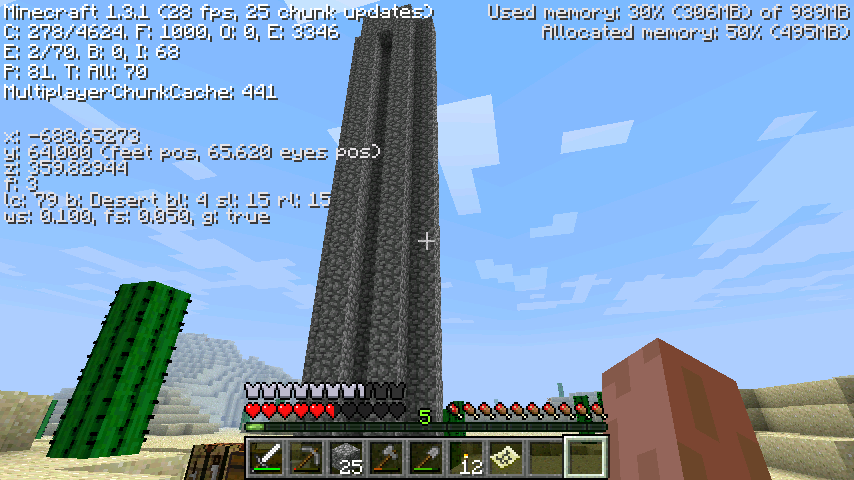 Minecraft 1.3.1 (28 fps, 25 chunk updates)
Used memory: 30% (306MB) of 989MB
C: 278/4624. F: 1000, O: 0, E: 3346
Allocated memory: 50% (495MB)
E: 2/70. B: 0, I: 68
P: 81. T: All: 70
MultiplayerChunkCache: 441
x: -688.65273
y: 64.000 (feet pos, 65.620 eyes pos)
z: 359.82944
f: 3
lc: 79 b: Desert bl: 4 sl: 15 rl: 15
ws: 0.100, fs: 0.050, g: true
5
25
12